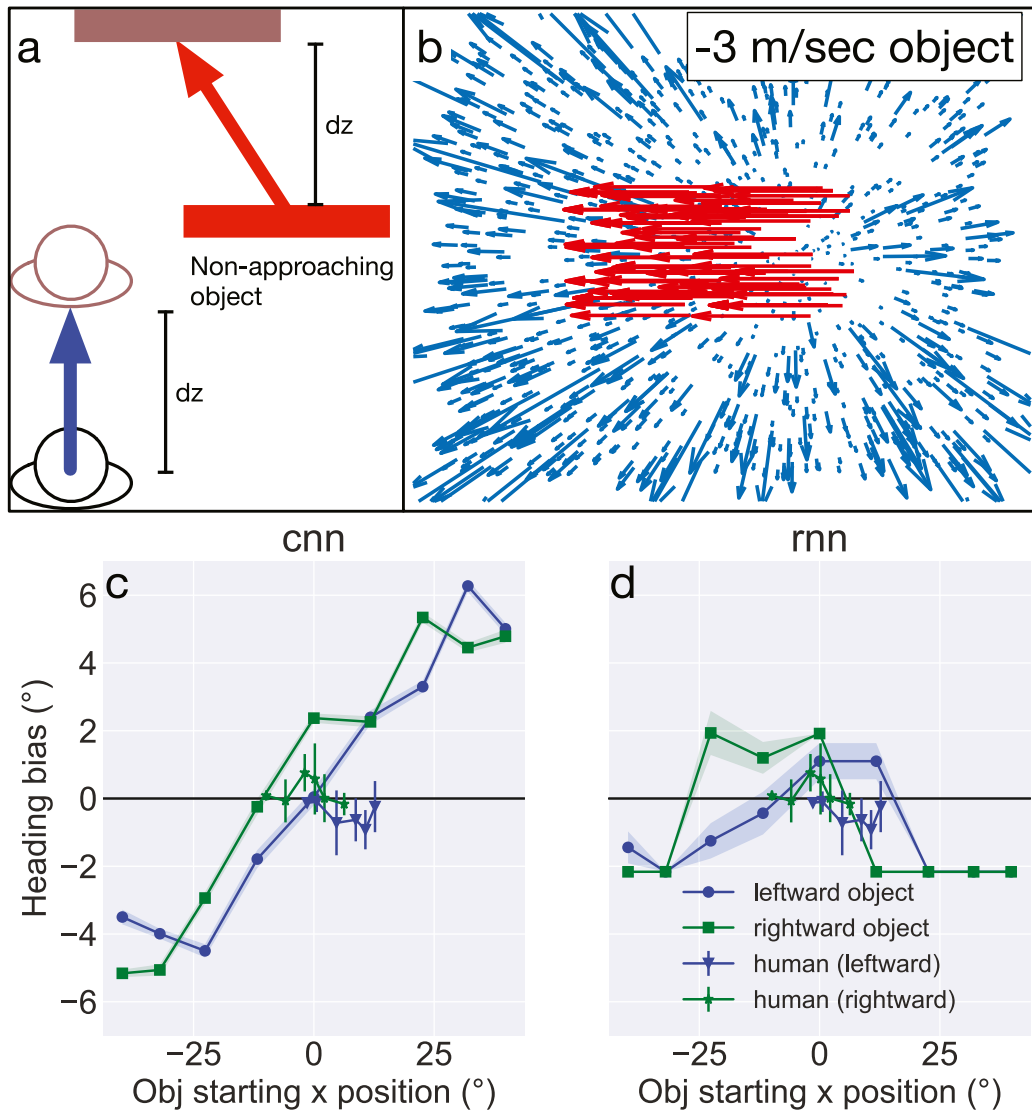 a
dz
Non-approaching
object
dz
b
-3 m/sec object
cnn
c
6
4
2
0
−2
−4
−6
Heading bias (°)
−25
0
25
Obj starting x position (°)
rnn
d
leftward object
rightward object
human (leftward)
human (rightward)
−25
0
25
Obj starting x position (°)